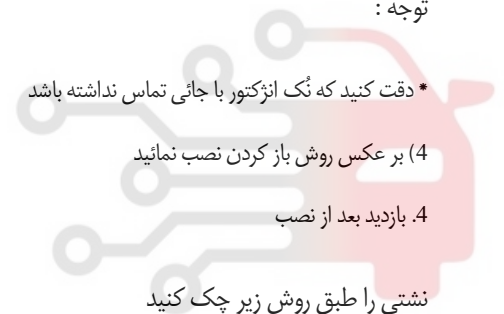 توجه :
* دقت کنید که نُک انژکتور با جائی تماس نداشته باشد
4) بر عکس روش باز کردن نصب نمائید
4. بازدید بعد از نصب
نشتی را طبق روش زیر چک کنید